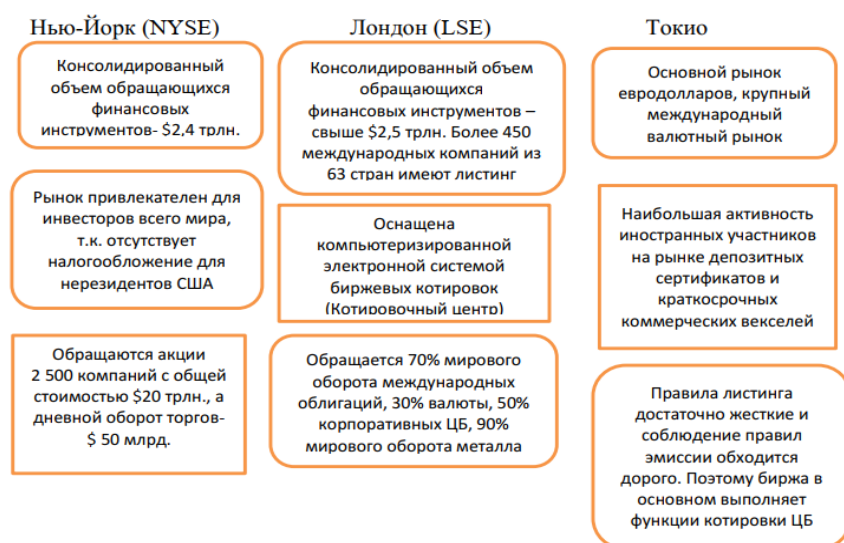 Нью-Йорк (NYSE)
Консолидированный
объем обращающихся
финансовых
инструментов- $2,4 трлн.
Рынок привлекателен для
инвесторов всего мира,
т.к. отсутствует
налогообложение для
нерезидентов США
Обращаются акции
2 500 компаний с общей
стоимостью $20 трлн., а
дневной оборот торгов-
$ 50 млрд.
Лондон (LSE)
Консолидированный объем
обращающихся
финансовых инструментов –
свыше $2,5 трлн. Более 450
международных компаний из
63 стран имеют листинг
Оснащена
компьютеризированной
электронной системой
биржевых котировок
(Котировочный центр)
Обращается 70% мирового
оборота международных
облигаций, 30% валюты, 50%
корпоративных ЦБ, 90%
мирового оборота металла
Токио
Основной рынок
евродолларов, крупный
международный
валютный рынок
Наибольшая активность
иностранных участников
на рынке депозитных
сертификатов и
краткосрочных
коммерческих векселей
Правила листинга
достаточно жесткие и
соблюдение правил
эмиссии обходится
дорого. Поэтому биржа в
основном выполняет
функции котировки ЦБ